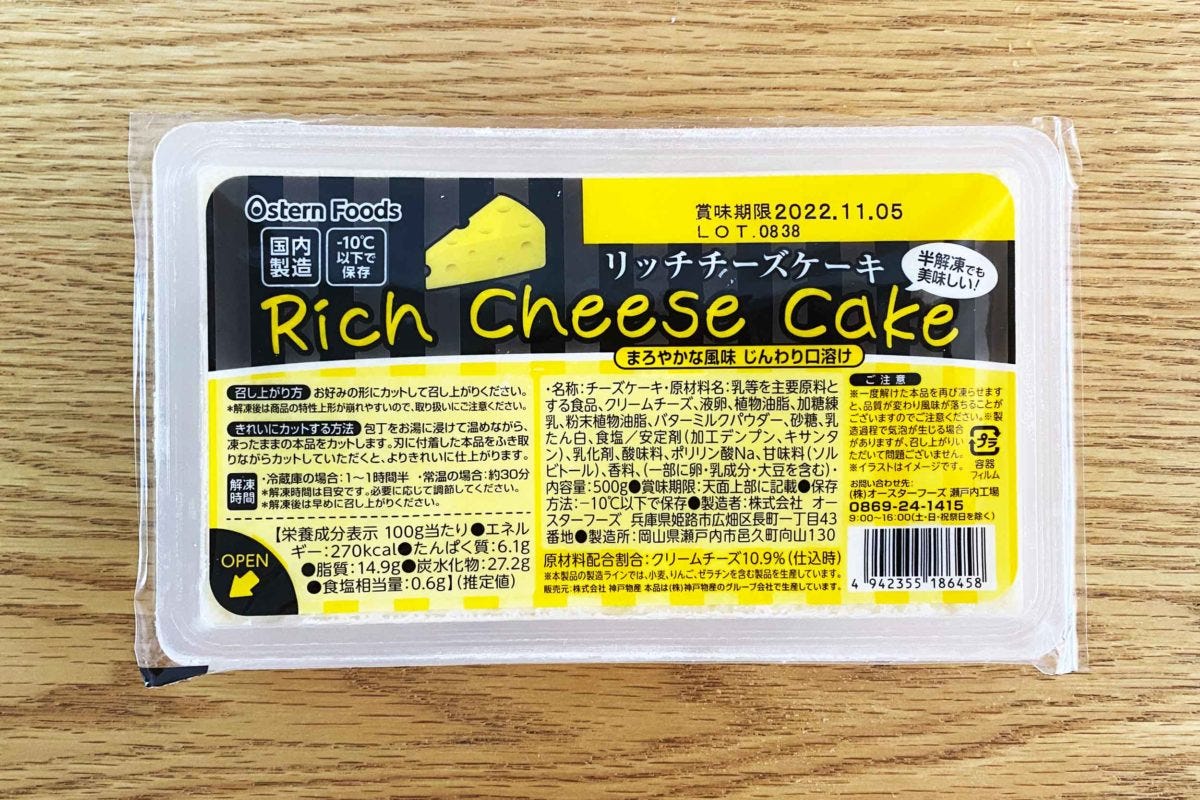 Ostern Foods
国内
製造
-10℃
以下で
保存
賞味期限2022.11.05
LOT.0838
リッチチーズケーキ
半解凍でも
美味しい!
Rich Cheese Cake
まろやかな風味 じんわり口溶け
召し上がり方 お好みの形にカットして召し上がりください。
*解凍後は商品の特性上形が崩れやすいので、取り扱いにご注意ください。
きれいにカットする方法 包丁をお湯に浸けて温めながら、
凍ったままの本品をカットします。刃に付着した本品をふき取
りながらカットしていただくと、よりきれいに仕上がります。
解凍
時間
・冷蔵庫の場合:1〜1時間半 ・常温の場合:約30分
*解凍時間は目安です。必要に応じて調節してください。
*解凍後は早めに召し上がりください。
OPEN
【栄養成分表示 100g当たり】●エネル
ギー:270kcal●たんぱく質:6.1g
●脂質:14.9g●炭水化物:27.2g
●食塩相当量:0.6g】(推定値)
・名称:チーズケーキ・原材料名:乳等を主要原料と
する食品、クリームチーズ、液卵、植物油脂、加糖練
乳、粉末植物油脂、バターミルクパウダー、砂糖、乳
たん白、食塩/安定剤(加工デンプン、キサンタ
ン)、乳化剤、酸味料、ポリリン酸Na、甘味料(ソル
ビトール)、香料、(一部に卵・乳成分・大豆を含む)・
内容量:500g●賞味期限:天面上部に記載●保存
方法:-10℃以下で保存●製造者:株式会社 オー
スターフーズ 兵庫県姫路市広畑区長町一丁目43
番地●製造所:岡山県瀬戸内市邑久町向山130
原材料配合割合:クリームチーズ10.9%(仕込時)
※本製品の製造ラインでは、小麦、りんご、ゼラチンを含む製品を生産しています。
販売元:株式会社 神戸物産 本品は(株)神戸物産のグループ会社で生産しています。
ご注意
※一度解けた本品を再び凍らせます
と、品質が変わり風味が落ちることが
ございますのでご注意ください。※製
造過程で気泡が生じる場合
がありますが、召し上がりい
ただいて問題ございません。
※イラストはイメージです。
プラ
容器
フィルム
お問い合わせ先:
(株)オースターフーズ 瀬戸内工場
0869-24-1415
9:00〜16:00(土・日・祝祭日を除く)
4 942355 186458